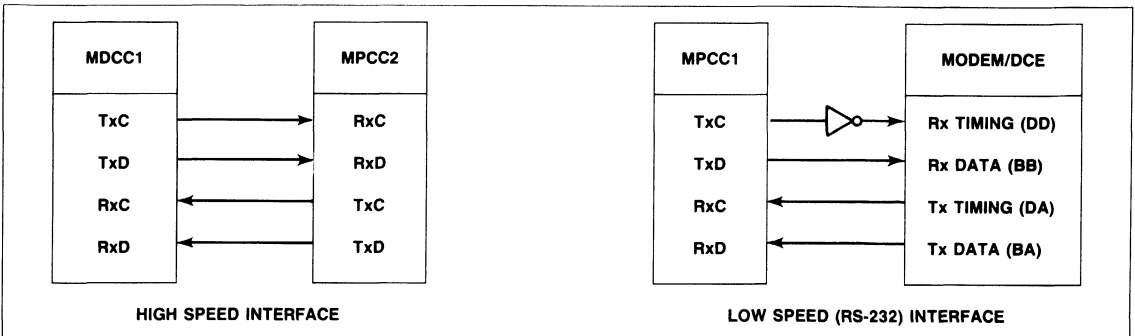 MDCC1
MPCC2
TxC
RxC
TxD
RxD
RxC
TxC
RxD
TxD
HIGH SPEED INTERFACE
MPCC1
MODEM/DCE
TxC
Rx TIMING (DD)
TxD
Rx DATA (BB)
RxC
Tx TIMING (DA)
RxD
Tx DATA (BA)
LOW SPEED (RS-232) INTERFACE